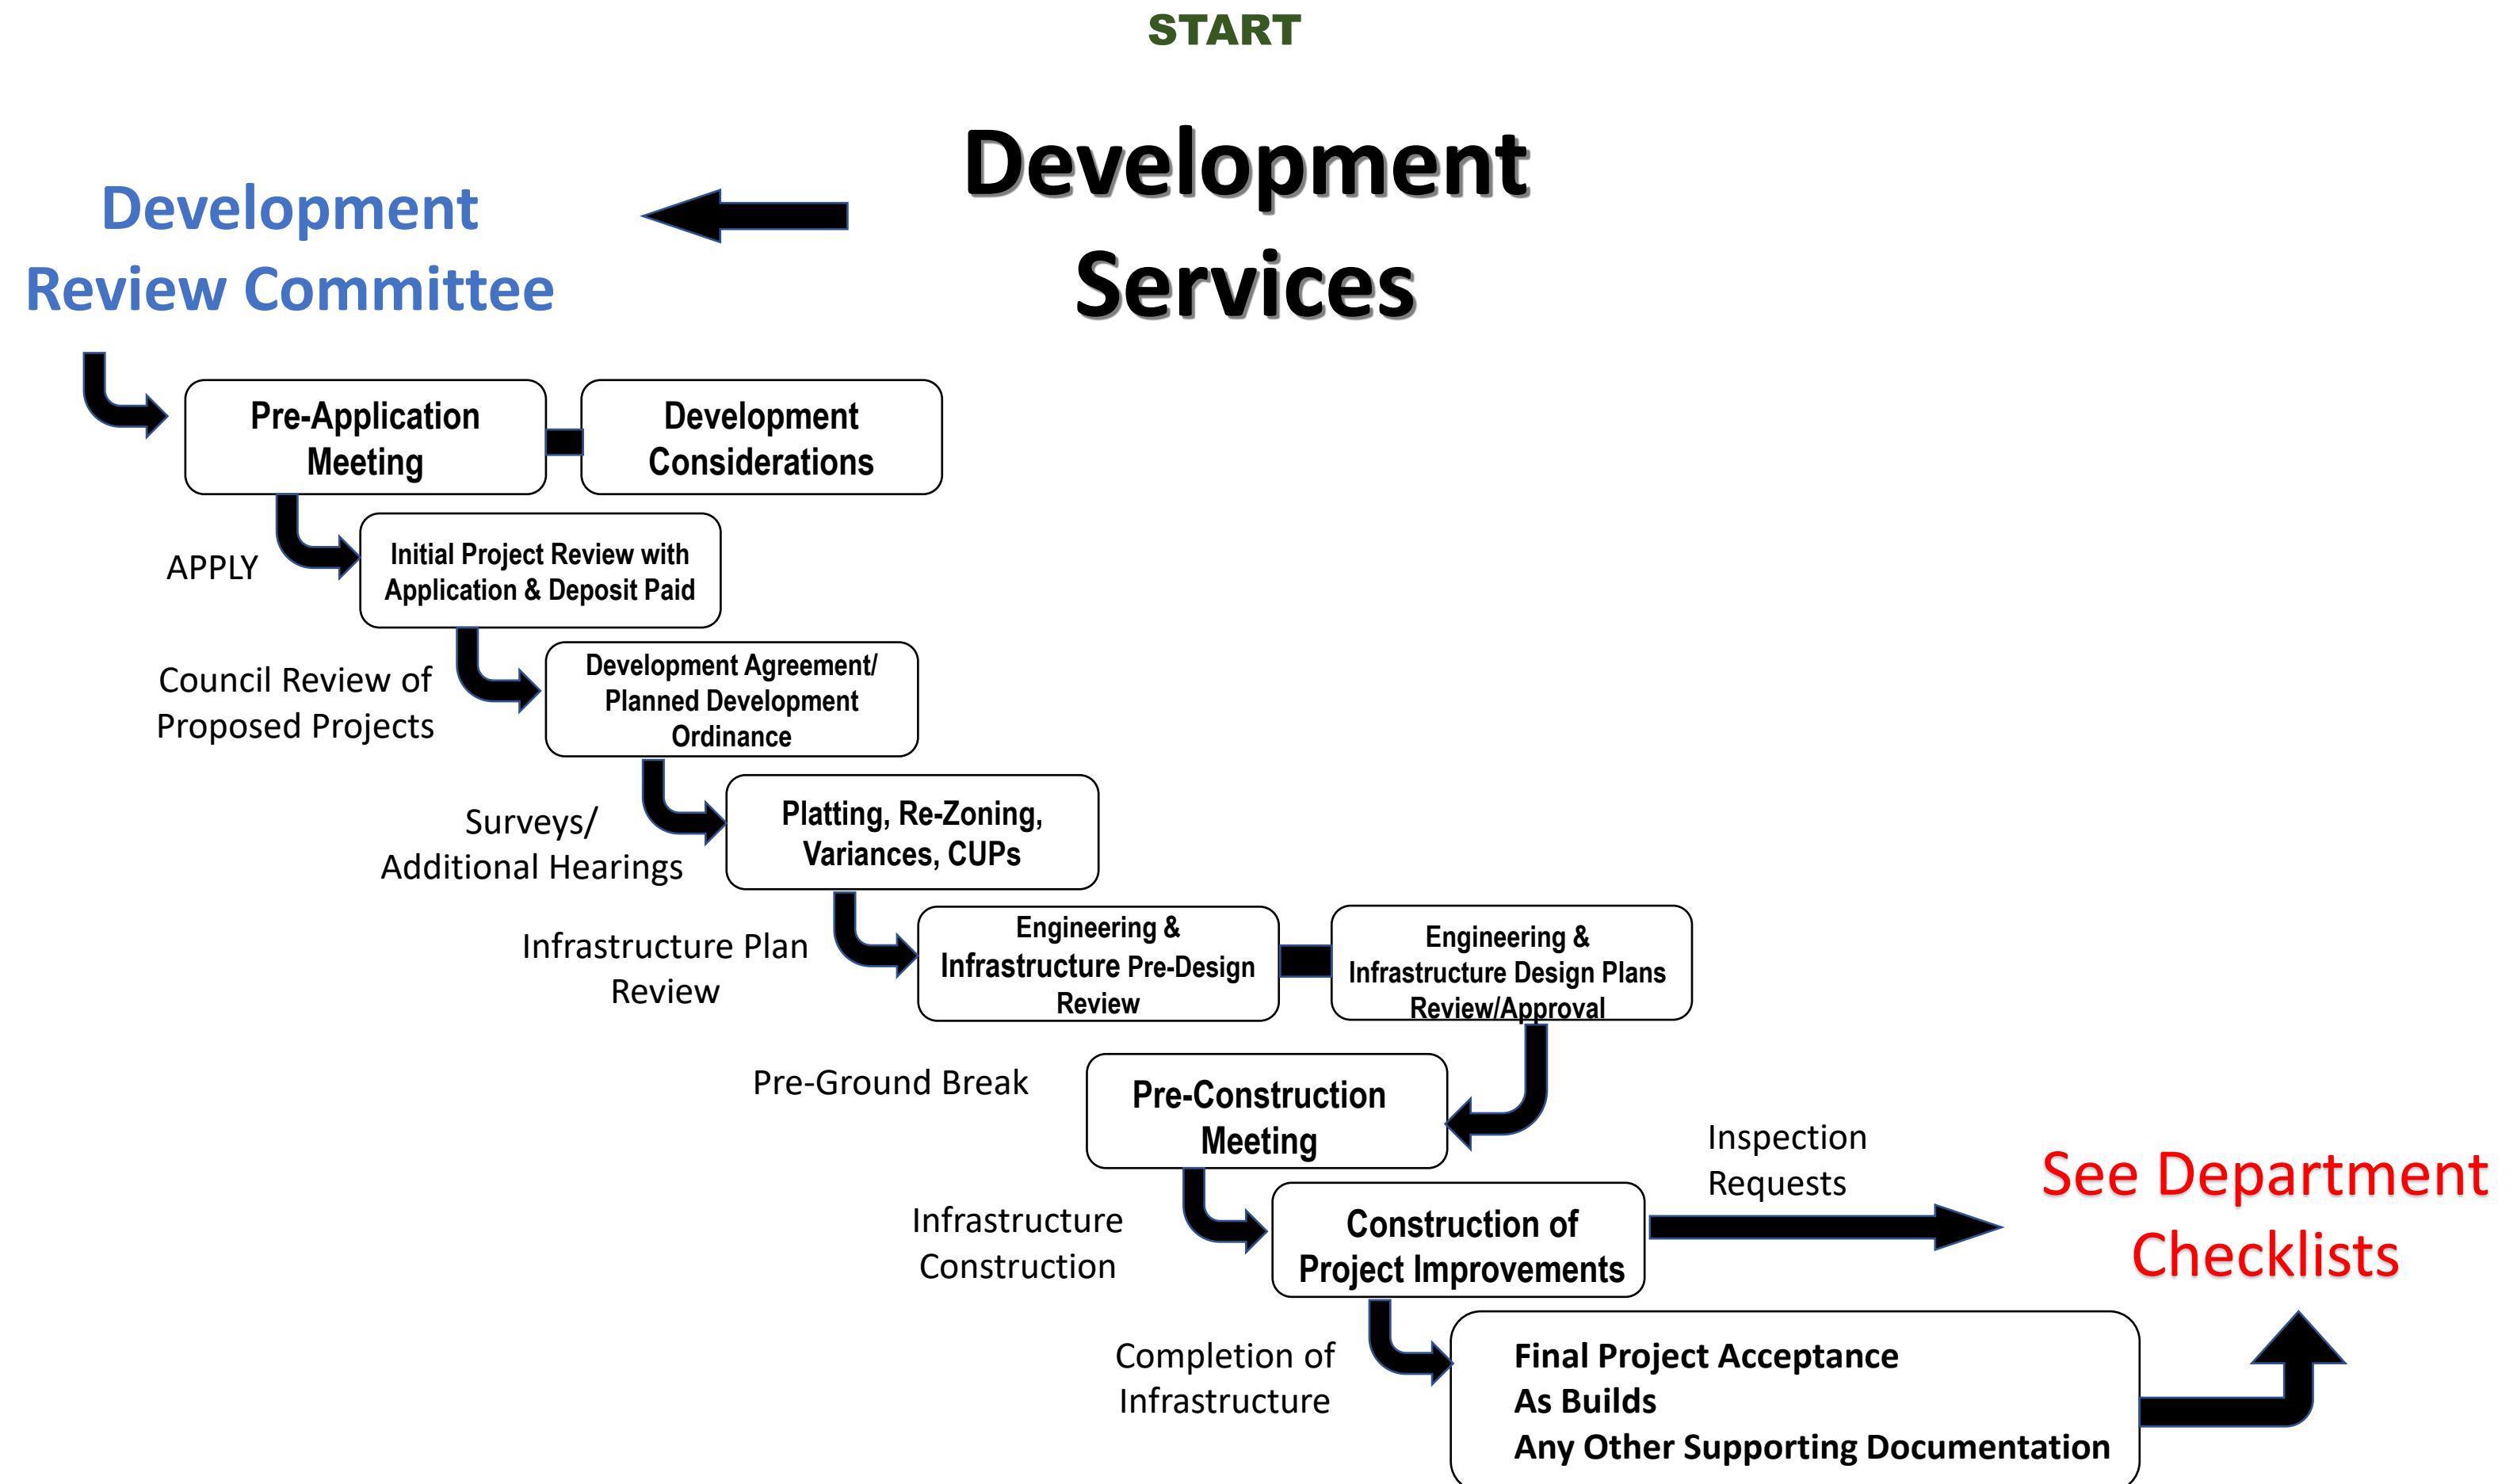 START
Development
Services
Development
Review Committee
Pre-Application
Meeting
Development
Considerations
APPLY
Initial Project Review with
Application & Deposit Paid
Council Review of
Proposed Projects
Development Agreement/
Planned Development
Ordinance
Surveys/
Additional Hearings
Platting, Re-Zoning,
Variances, CUPs
Infrastructure Plan
Review
Engineering &
Infrastructure Pre-Design
Review
Engineering &
Infrastructure Design Plans
Review/Approval
Pre-Ground Break
Pre-Construction
Meeting
Infrastructure
Construction
Construction of
Project Improvements
Inspection
Requests
See Department
Checklists
Completion of
Infrastructure
Final Project Acceptance
As Builds
Any Other Supporting Documentation